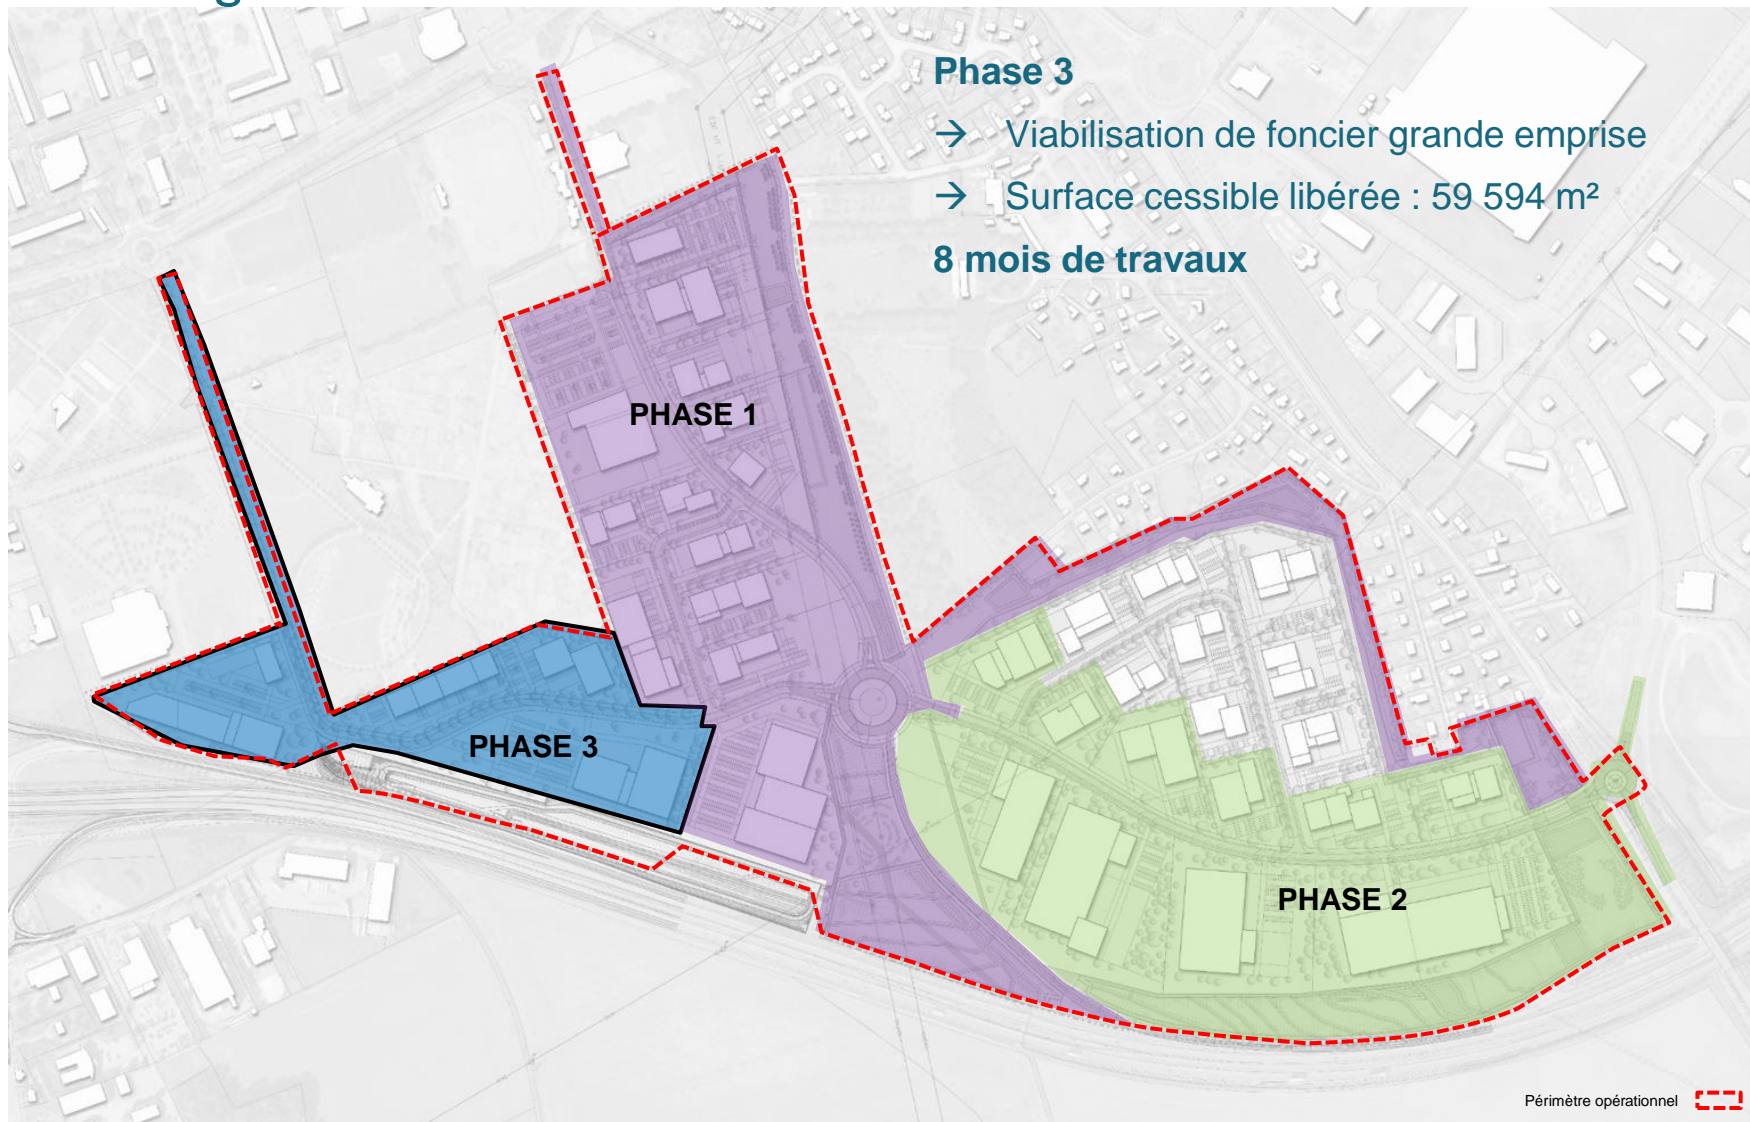 Phase 3
→ Viabilisation de foncier grande emprise
→ Surface cessible libérée : 59 594 m²
8 mois de travaux
PHASE 1
PHASE 3
PHASE 2
Périmètre opérationnel